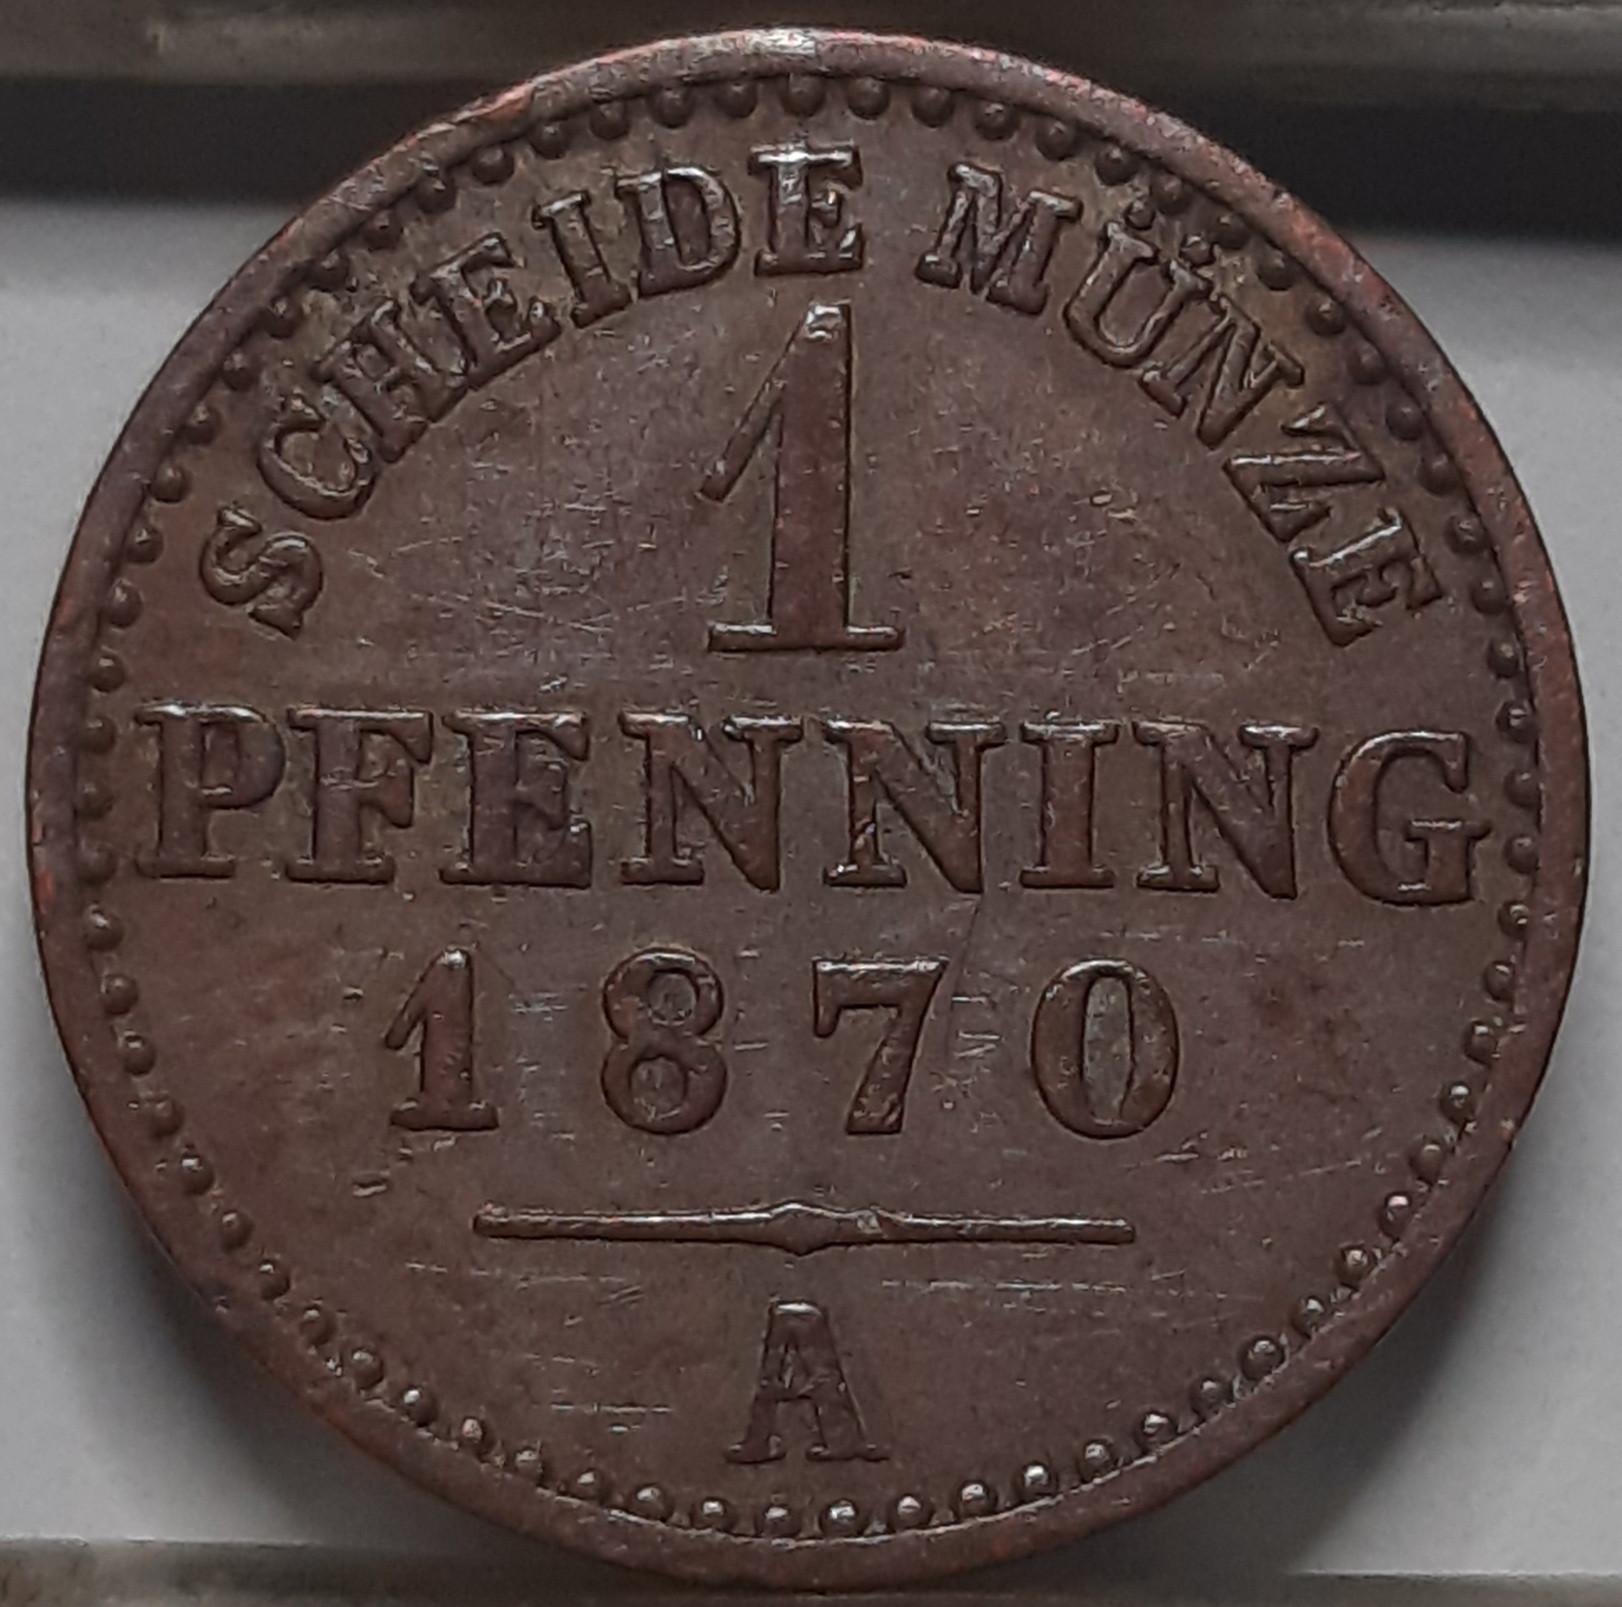 SCHEIDE MÜNZE
1
PFENNING
1870
A